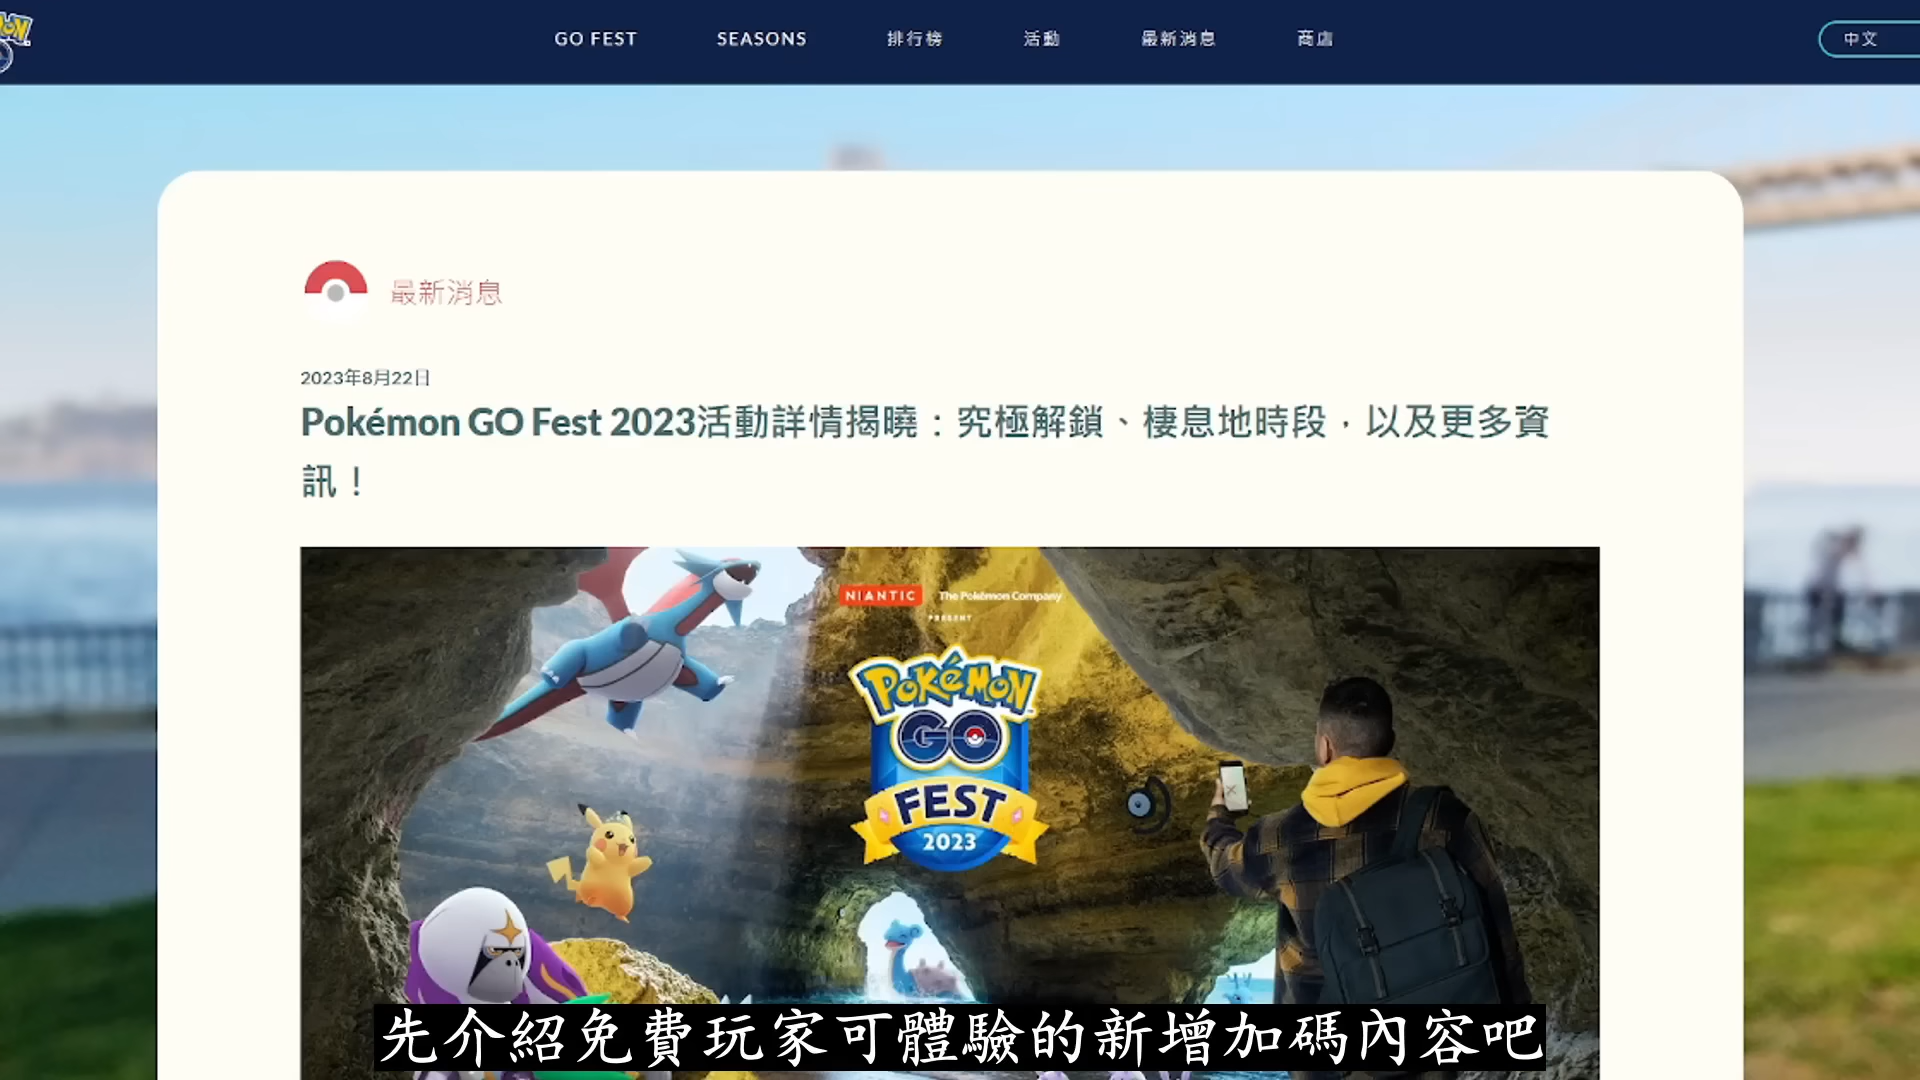 GO FEST
SEASONS
排行榜
活動
最新消息
商店
中文
最新消息
2023年8月22日
Pokémon GO Fest 2023活動詳情揭曉：究極解鎖、棲息地時段，以及更多資
訊！
NIANTIC The Pokémon Company
PRESENT
POKÉMON
GO
FEST
2023
先介紹免費玩家可體驗的新增加碼內容吧